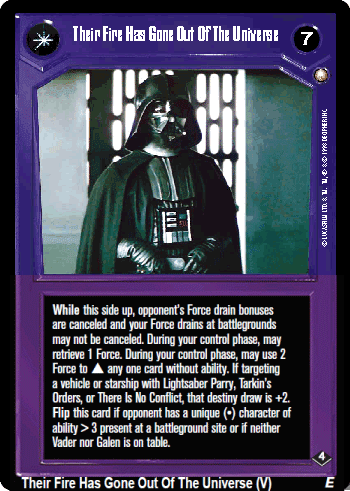 Their Fire Has Gone Out Of The Universe
7
While this side up, opponent's Force drain bonuses
are canceled and your Force drains at battlegrounds
may not be canceled. During your control phase, may
retrieve 1 Force. During your control phase, may use 2
Force to ▲ any one card without ability. If targeting
a vehicle or starship with Lightsaber Parry, Tarkin's
Orders, or There Is No Conflict, that destiny draw is +2.
Flip this card if opponent has a unique (•) character of
ability > 3 present at a battleground site or if neither
Vader nor Galen is on table.
4
Their Fire Has Gone Out Of The Universe (V) E